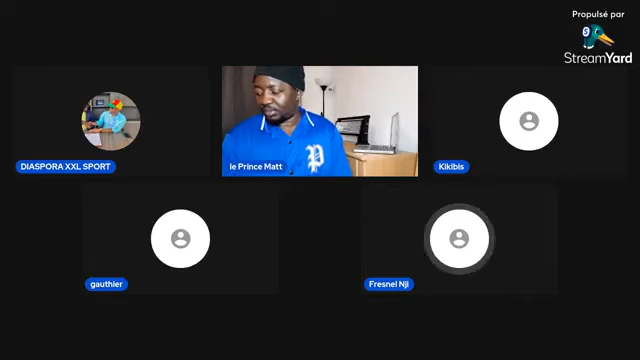 Propulsé par
StreamYard
DIASPORA XXL SPORT
le Prince Matt
P
Kikibis
gauthier
Fresnel Nji